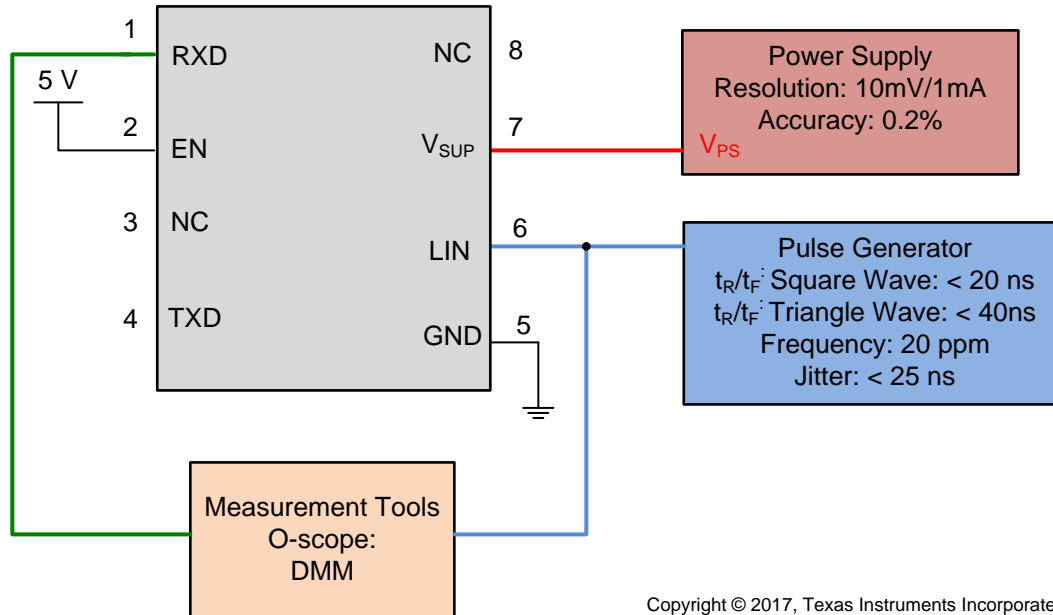 1
RXD
5 V
2
EN
3
NC
4
TXD
NC
8
7
VSUP
6
LIN
5
GND
Power Supply
Resolution: 10mV/1mA
Accuracy: 0.2%
VPS
Pulse Generator
tR/tF: Square Wave: < 20 ns
tR/tF: Triangle Wave: < 40ns
Frequency: 20 ppm
Jitter: < 25 ns
Measurement Tools
O-scope:
DMM
Copyright © 2017, Texas Instruments Incorporate